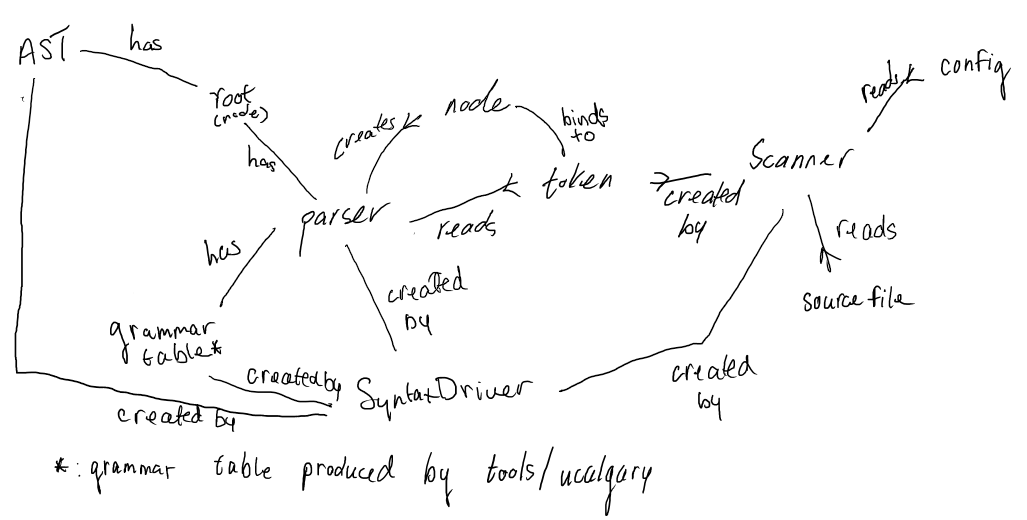 AST
has
root
(node)
has
creates
node
binds
to
token
reads
parser
has
created
by
grammar
table*
created by
created by
SyntaxDriver
created
by
created
by
Scanner
reads
config
reads
source file
*: grammar table produced by tools/ucalgary